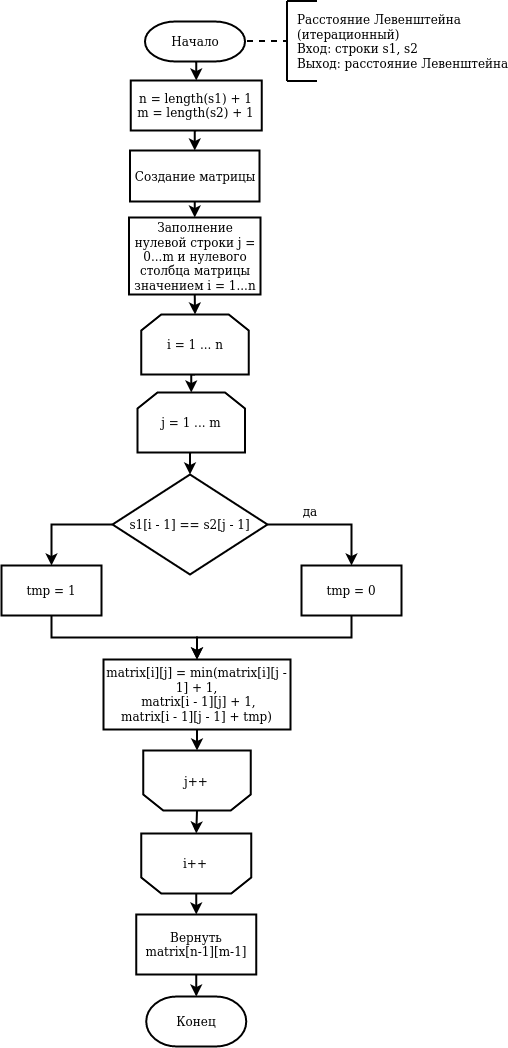 Начало
Расстояние Левенштейна
(итерационный)
Вход: строки s1, s2
Выход: расстояние Левенштейна
n = length(s1) + 1
m = length(s2) + 1
Создание матрицы
Заполнение
нулевой строки j =
0...m и нулевого
столбца матрицы
значением i = 1...n
i = 1 ... n
j = 1 ... m
s1[i - 1] == s2[j - 1]
да
tmp = 1
tmp = 0
matrix[i][j] = min(matrix[i][j -
1] + 1,
matrix[i - 1][j] + 1,
matrix[i - 1][j - 1] + tmp)
j++
i++
Вернуть
matrix[n-1][m-1]
Конец